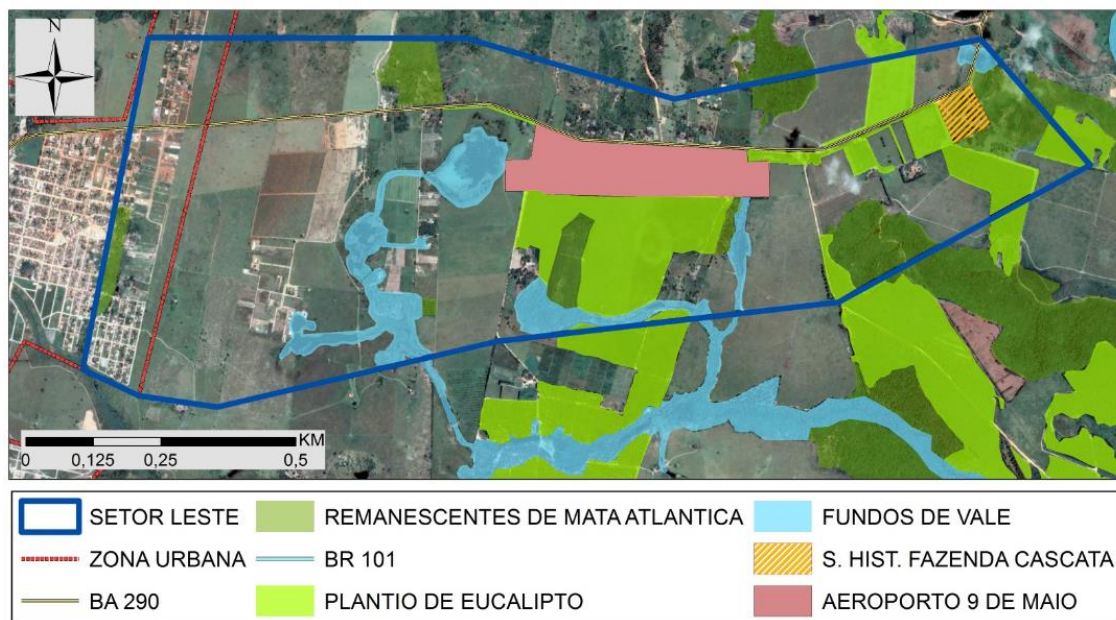 N
KM
0 0,125 0,25 0,5
SETOR LESTE REMANESCENTES DE MATA ATLANTICA FUNDOS DE VALE
ZONA URBANA BR 101 S. HIST. FAZENDA CASCATA
BA 290 PLANTIO DE EUCALIPTO AEROPORTO 9 DE MAIO